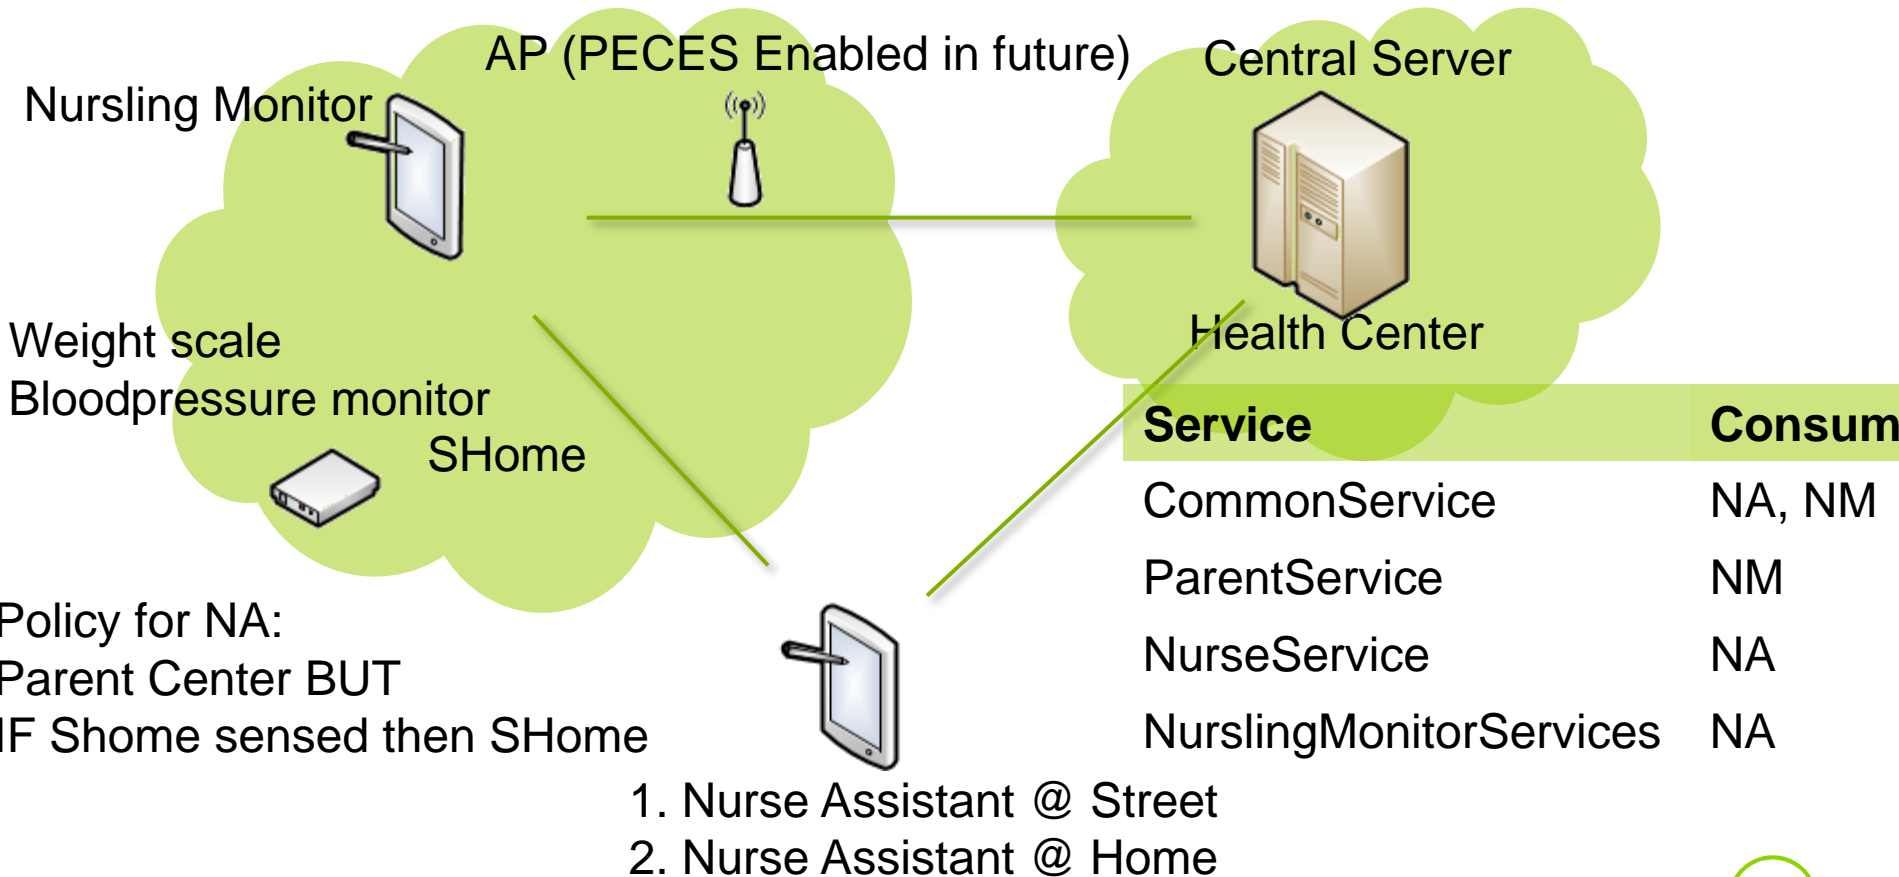 AP (PECES Enabled in future)
Central Server
Nursling Monitor
Weight scale
Bloodpressure monitor
SHome
Health Center
Service Consum
CommonService NA, NM
ParentService NM
NurseService NA
NurslingMonitorServices NA
Policy for NA:
Parent Center BUT
IF Shome sensed then SHome
1. Nurse Assistant @ Street
2. Nurse Assistant @ Home